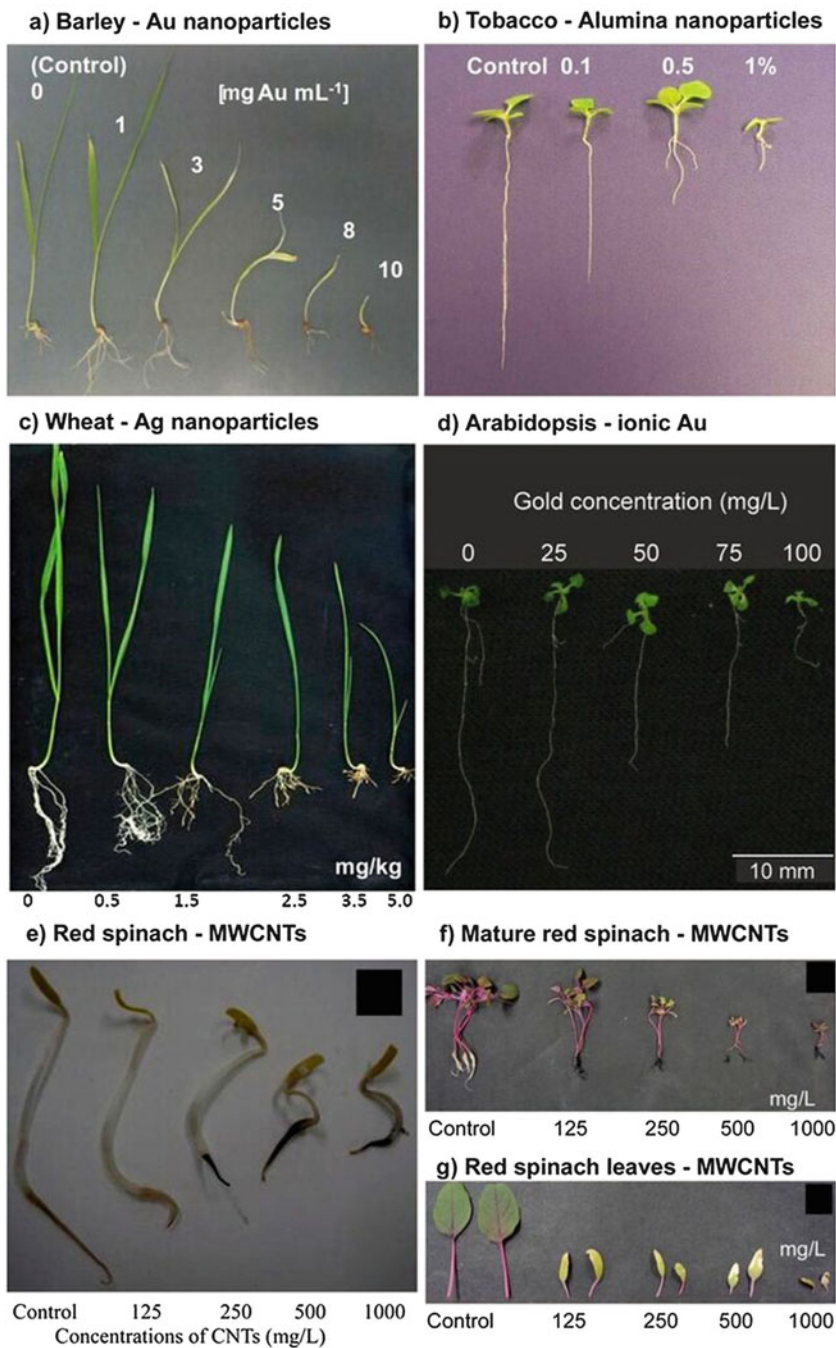 a) Barley - Au nanoparticles
(Control)
0
[mg Au mL⁻¹]
1
3
5
8
10
b) Tobacco - Alumina nanoparticles
Control 0.1 0.5 1%
c) Wheat - Ag nanoparticles
mg/kg
0 0.5 1.5 2.5 3.5 5.0
d) Arabidopsis - ionic Au
Gold concentration (mg/L)
0 25 50 75 100
10 mm
e) Red spinach - MWCNTs
Control 125 250 500 1000
Concentrations of CNTs (mg/L)
f) Mature red spinach - MWCNTs
mg/L
Control 125 250 500 1000
g) Red spinach leaves - MWCNTs
mg/L
Control 125 250 500 1000